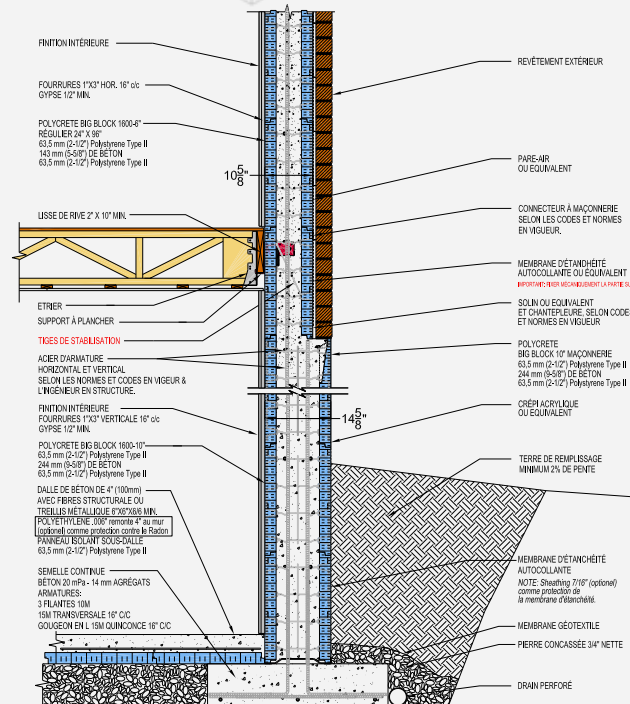 FINITION INTÉRIEURE
FOURRURES 1"X3" HOR. 16" c/c
GYPSE 1/2" MIN.
POLYCRETE BIG BLOCK 1600-6"
RÉGULIER 24" X 96"
63,5 mm (2-1/2") Polystyrene Type II
143 mm (5-5/8") DE BÉTON
63,5 mm (2-1/2") Polystyrene Type II
LISSE DE RIVE 2" X 10" MIN.
ETRIER
SUPPORT À PLANCHER
TIGES DE STABILISATION
ACIER D'ARMATURE
HORIZONTAL ET VERTICAL
SELON LES NORMES ET CODES EN VIGUEUR &
L'INGÉNIEUR EN STRUCTURE.
FINITION INTÉRIEURE
FOURRURES 1"X3" VERTICALE 16" c/c
GYPSE 1/2" MIN.
POLYCRETE BIG BLOCK 1600-10"
63,5 mm (2-1/2") Polystyrene Type II
244 mm (9-5/8") DE BÉTON
63,5 mm (2-1/2") Polystyrene Type II
DALLE DE BÉTON DE 4" (100mm)
AVEC FIBRES STRUCTURALE OU
TREILLIS MÉTALLIQUE 6"X6"X6/6 MIN.
POLYÉTHYLENE .006" remonte 4" au mur
(optionel) comme protection contre le Radon
PANNEAU ISOLANT SOUS-DALLE
63,5 mm (2-1/2") Polystyrene Type II
SEMELLE CONTINUE
BÉTON 20 mPa - 14 mm AGRÉGATS
ARMATURES:
3 FILANTES 10M
15M TRANSVERSALE 16" C/C
GOUGEON EN L 15M QUINCONCE 16" C/C
10 5/8"
14 5/8"
REVÊTEMENT EXTÉRIEUR
PARE-AIR
OU ÉQUIVALENT
CONNECTEUR À MAÇONNERIE
SELON LES CODES ET NORMES
EN VIGUEUR.
MEMBRANE D'ÉTANDHÉITÉ
AUTOCOLLANTE OU ÉQUIVALENT
IMPORTANT: FIXER MÉCANIQUEMENT LA PARTIE SU
SOLIN OU EQUIVALENT
ET CHANTEPLEURE, SELON CODE
ET NORMES EN VIGUEUR
POLYCRETE
BIG BLOCK 10" MAÇONNERIE
63,5 mm (2-1/2") Polystyrene Type II
244 mm (9-5/8") DE BÉTON
63,5 mm (2-1/2") Polystyrene Type II
CRÉPI ACRYLIQUE
OU ÉQUIVALENT
TERRE DE REMPLISSAGE
MINIMUM 2% DE PENTE
MEMBRANE D'ÉTANCHÉITÉ
AUTOCOLLANTE
NOTE: Sheathing 7/16" (optionel)
comme protection de
la membrane d'étanchéité.
MEMBRANE GÉOTEXTILE
PIERRE CONCASSÉE 3/4" NETTE
DRAIN PERFORÉ